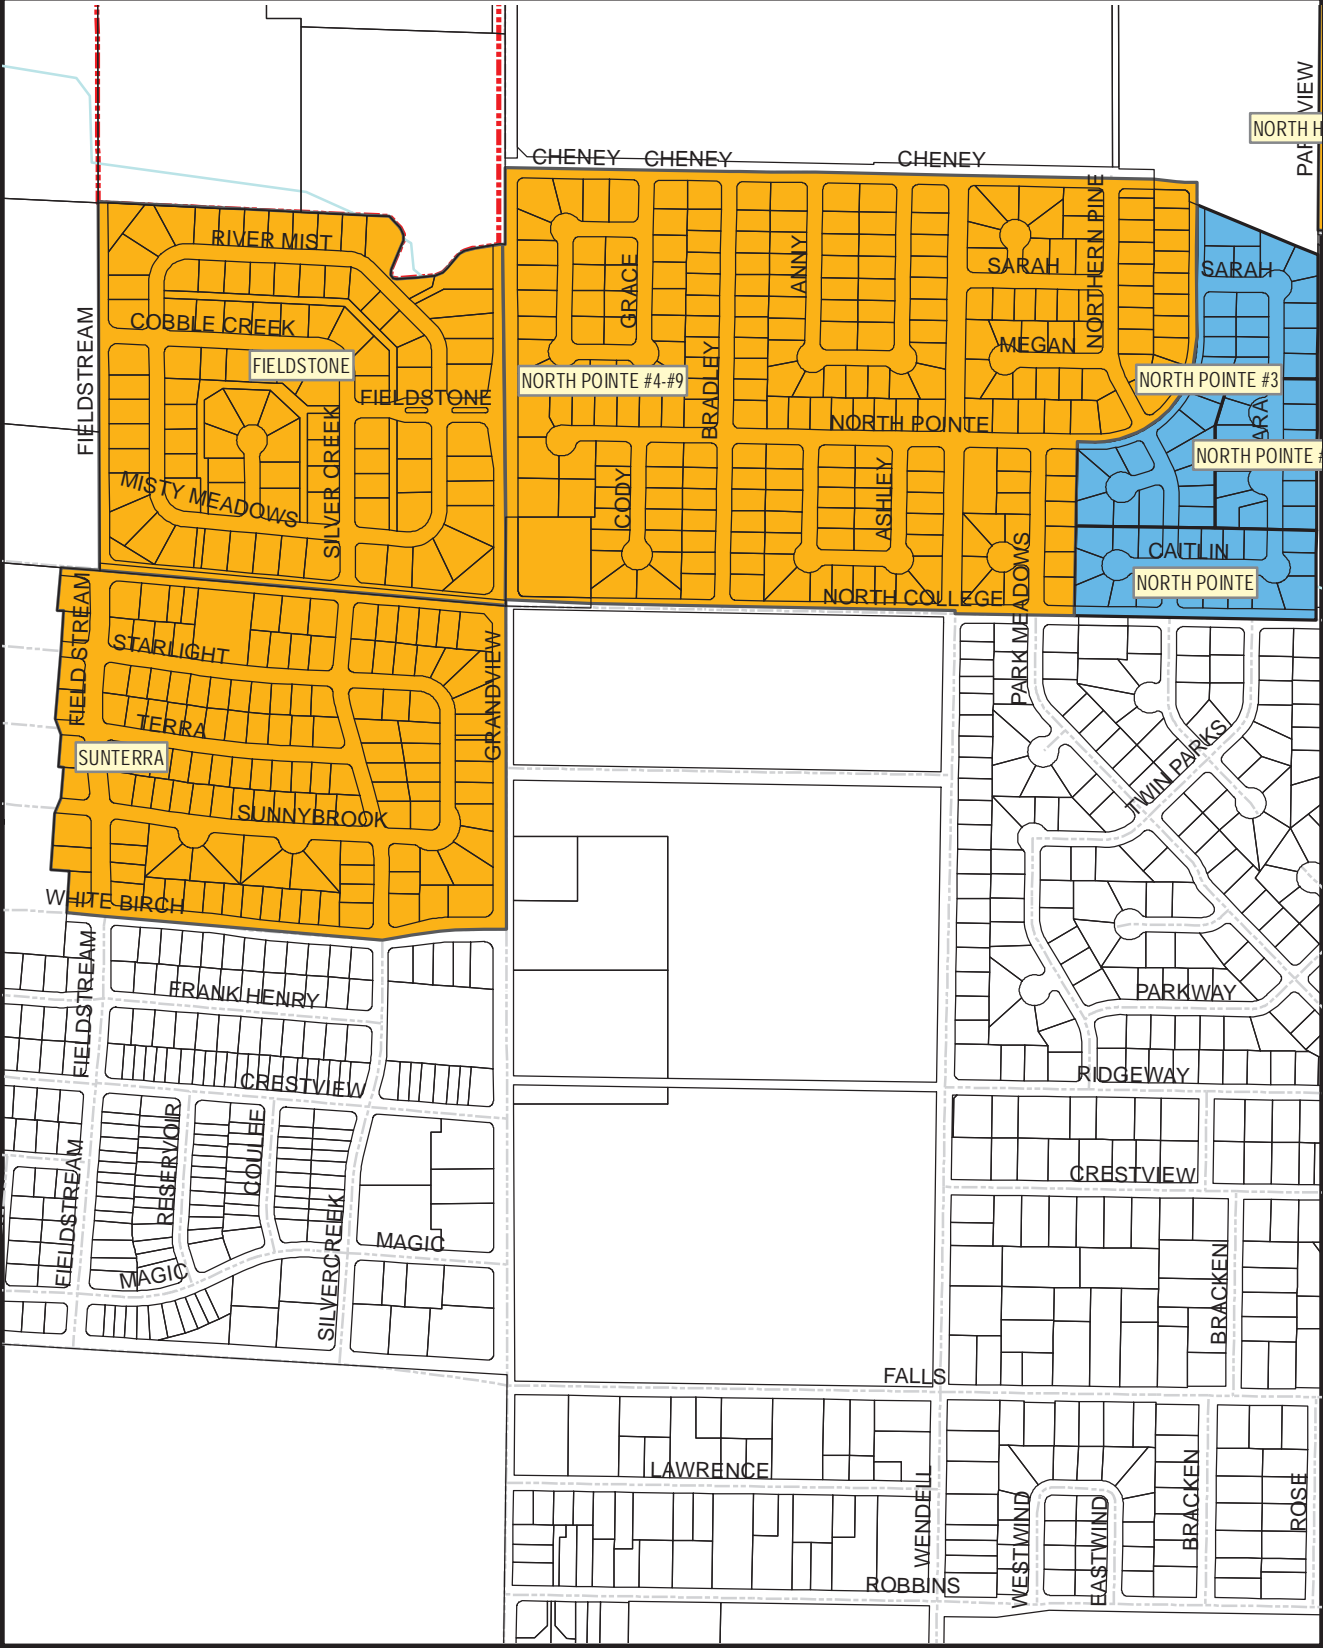 VIEW
NORTH H
CHENEY CHENEY CHENEY
RIVER MIST
GRACE
ANNY
SARAH
NORTHERN PINE
SARAH
FIELDSTREAM
COBBLE CREEK
FIELDSTONE
MEGAN
BRADLEY
NORTH POINTE #4-#9
NORTH POINTE #3
FIELDSTONE
NORTH POINTE
SILVER CREEK
NORTH POINTE #
MISTY MEADOWS
CODY
ASHLEY
CAITLIN
NORTH POINTE
NORTH COLLEGE
PARK MEADOWS
FIELD STREAM
STARLIGHT
GRANDVIEW
TERRA
SUNTERRA
TWIN PARKS
SUNNYBROOK
WHITE BIRCH
FIELDSTREAM
FRANK HENRY
PARKWAY
CRESTVIEW
RIDGEWAY
RESERVOIR
COULEE
FIELDSTREAM
CRESTVIEW
SILVERCREEK
MAGIC
MAGIC
BRACKEN
FALLS
LAWRENCE
WENDELL
WESTWIND
EASTWIND
BRACKEN
ROSE
ROBBINS